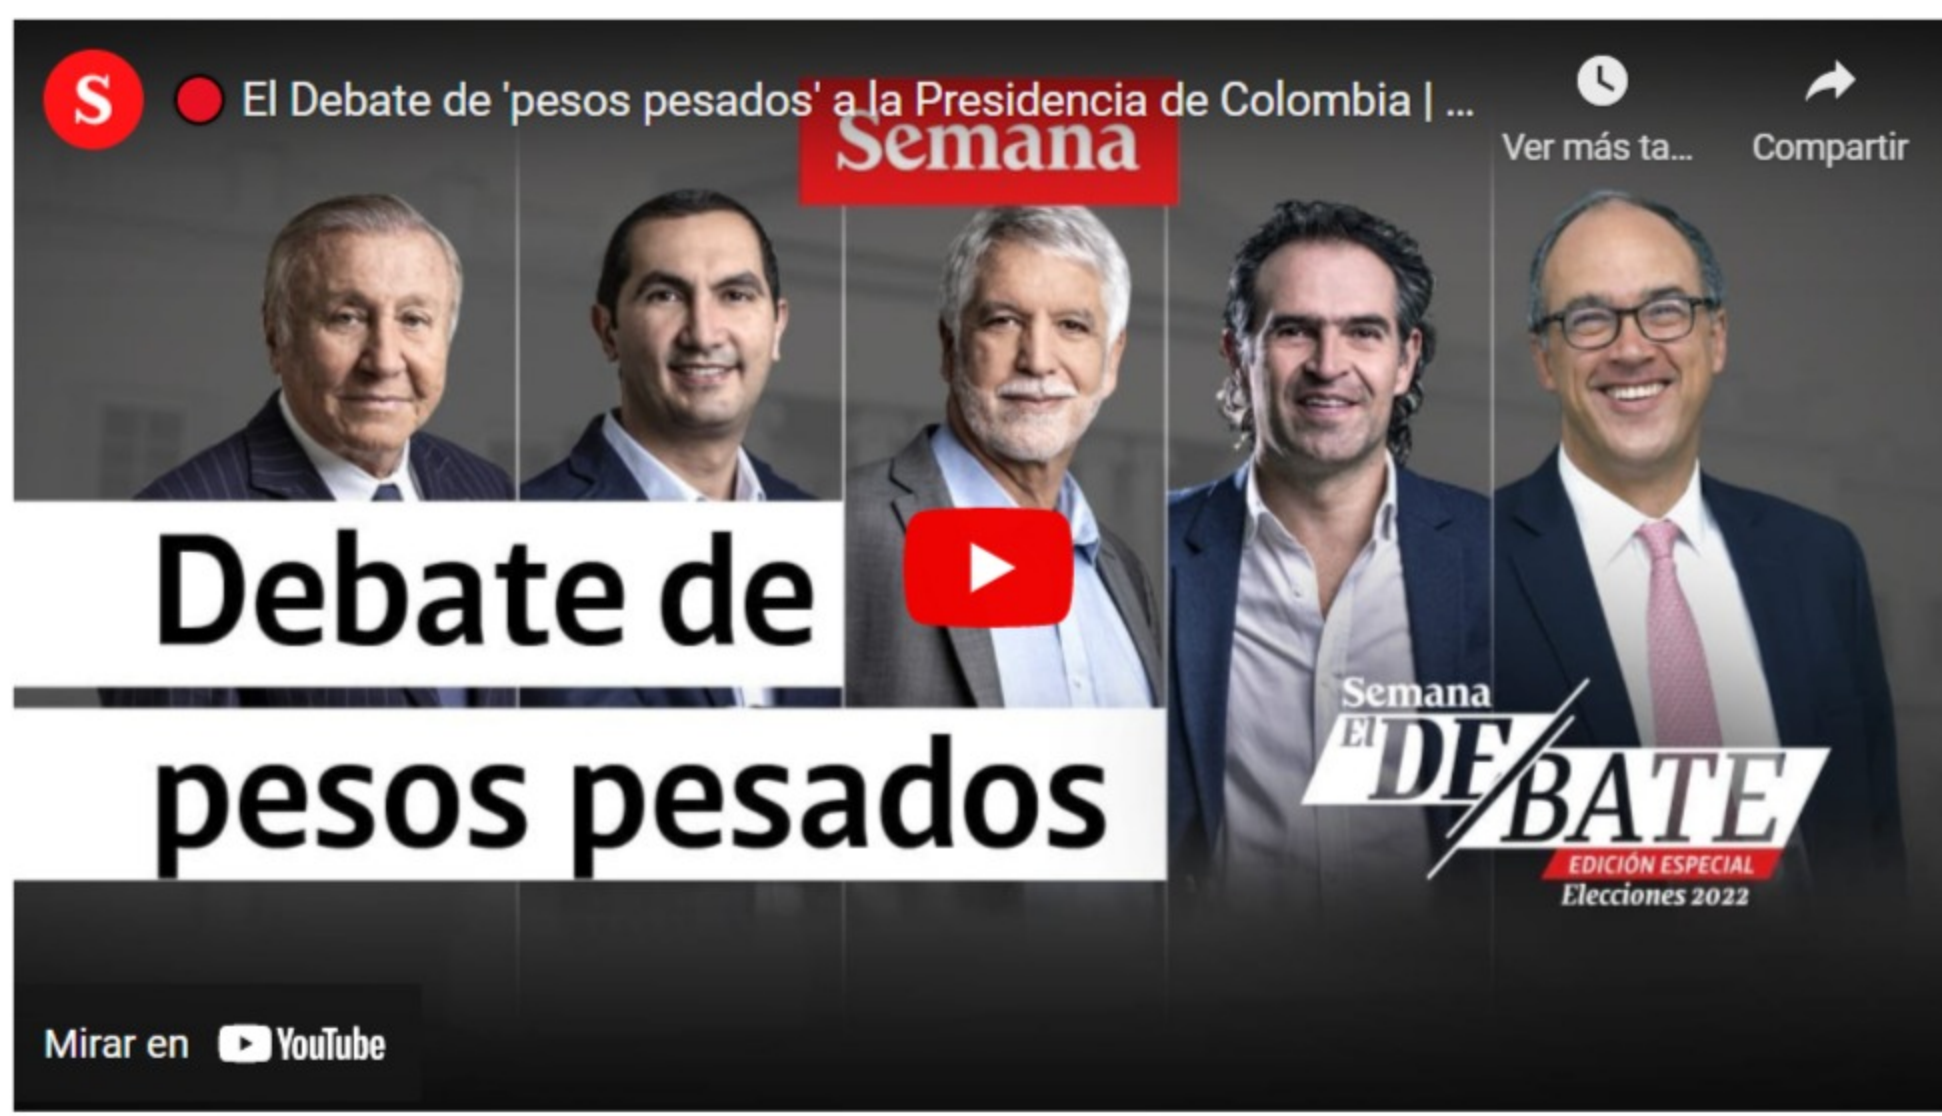 S
El Debate de 'pesos pesados' a la Presidencia de Colombia | ...
Semana
Ver más ta...
Compartir
Debate de
pesos pesados
Semana
El DEBATE
EDICIÓN ESPECIAL
Elecciones 2022
Mirar en YouTube